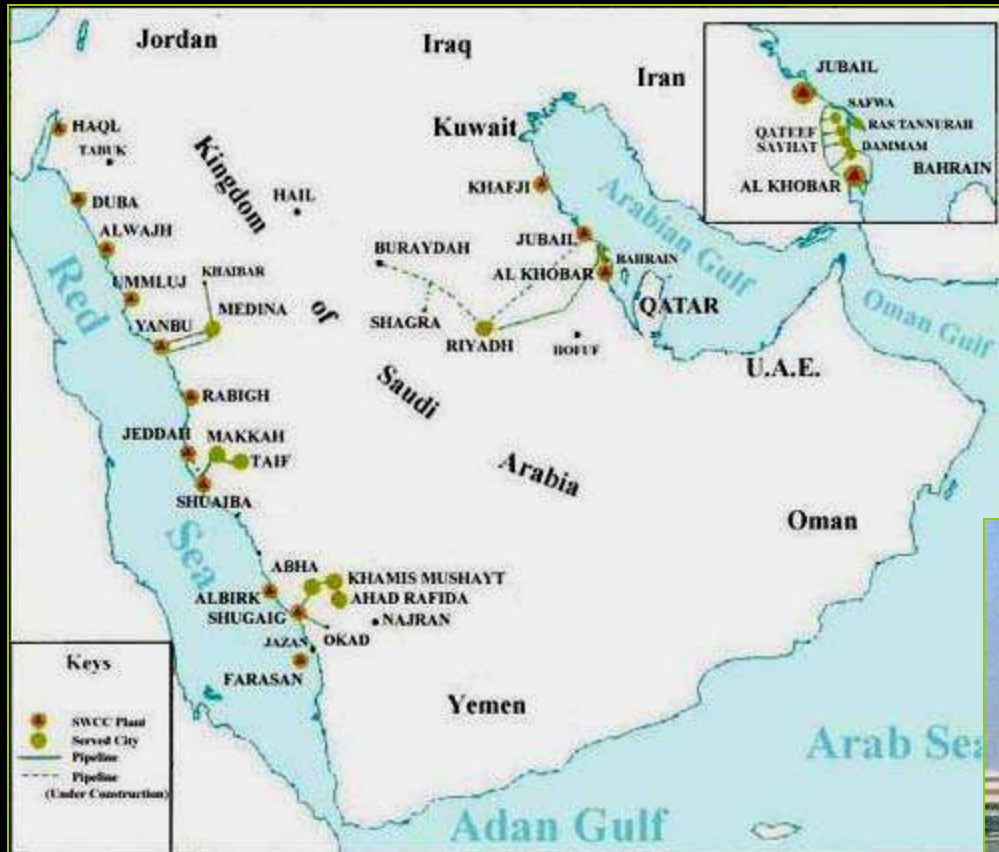 Jordan
Iraq
Iran
Kuwait
Kingdom
of
Saudi
Arabia
HAQL
TABUK
DUBA
HAIL
ALWAJH
UMMLUJ
KHAIBAR
MEDINA
YANBU
RABIGH
JEDDAH
MAKKAH
TAIF
SHUAIBA
Red
Sea
KHAFJI
Arabian Gulf
JUBAIL
BURAYDAH
AL KHOBAR
BAHRAIN
QATAR
SHAGRA
RIYADH
HOFUF
U.A.E.
Oman Gulf
Oman
ABHA
KHAMIS MUSHAYT
ALBIRK
AHAD RAFIDA
SHUGAIG
NAJRAN
OKAD
JAZAN
FARASAN
Yemen
Arab Sea
Adan Gulf
JUBAIL
SAFWA
RAS TANNURAH
QATEEF
SAYHAT
DAMMAM
BAHRAIN
AL KHOBAR
Keys
SWCC Plant
Served City
Pipeline
Pipeline
(Under Construction)